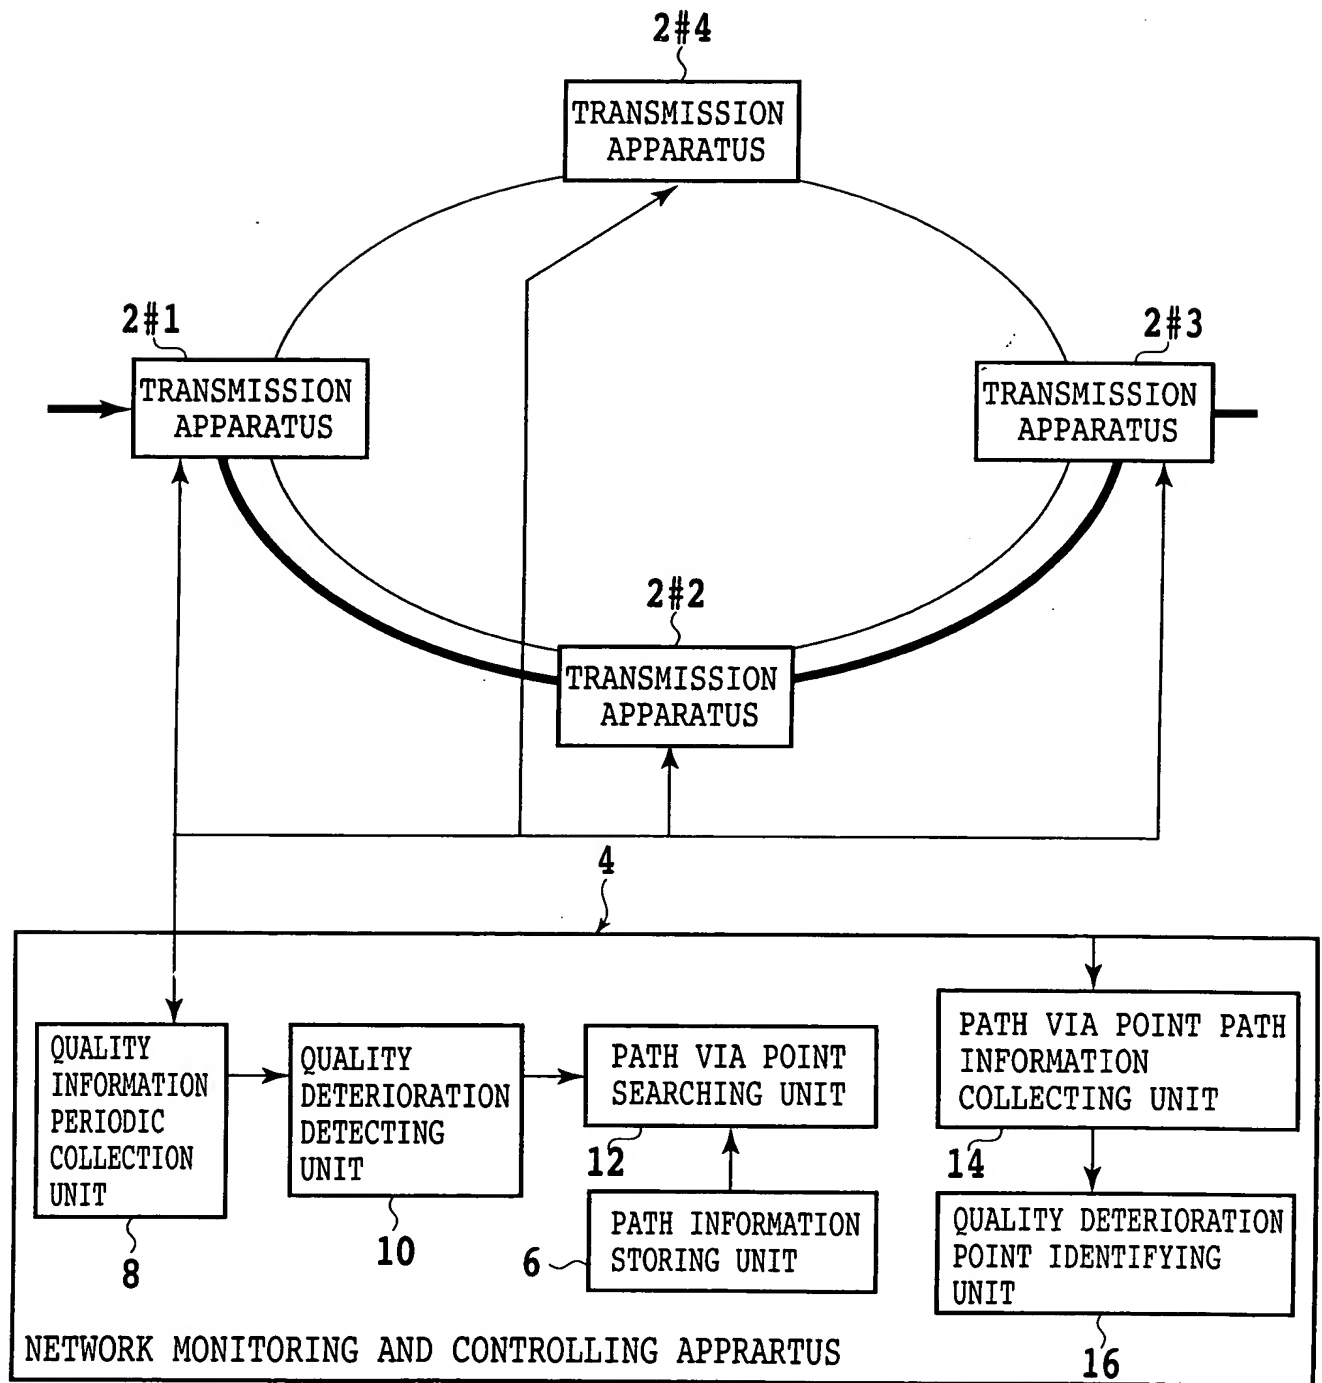 2#4
TRANSMISSION
APPARATUS
2#1
TRANSMISSION
APPARATUS
2#3
TRANSMISSION
APPARATUS
2#2
TRANSMISSION
APPARATUS
4
QUALITY
INFORMATION
PERIODIC
COLLECTION
UNIT
8
QUALITY
DETERIORATION
DETECTING
UNIT
10
PATH VIA POINT
SEARCHING UNIT
12
PATH INFORMATION
STORING UNIT
6
PATH VIA POINT PATH
INFORMATION
COLLECTING UNIT
14
QUALITY DETERIORATION
POINT IDENTIFYING
UNIT
16
NETWORK MONITORING AND CONTROLLING APPRARTUS